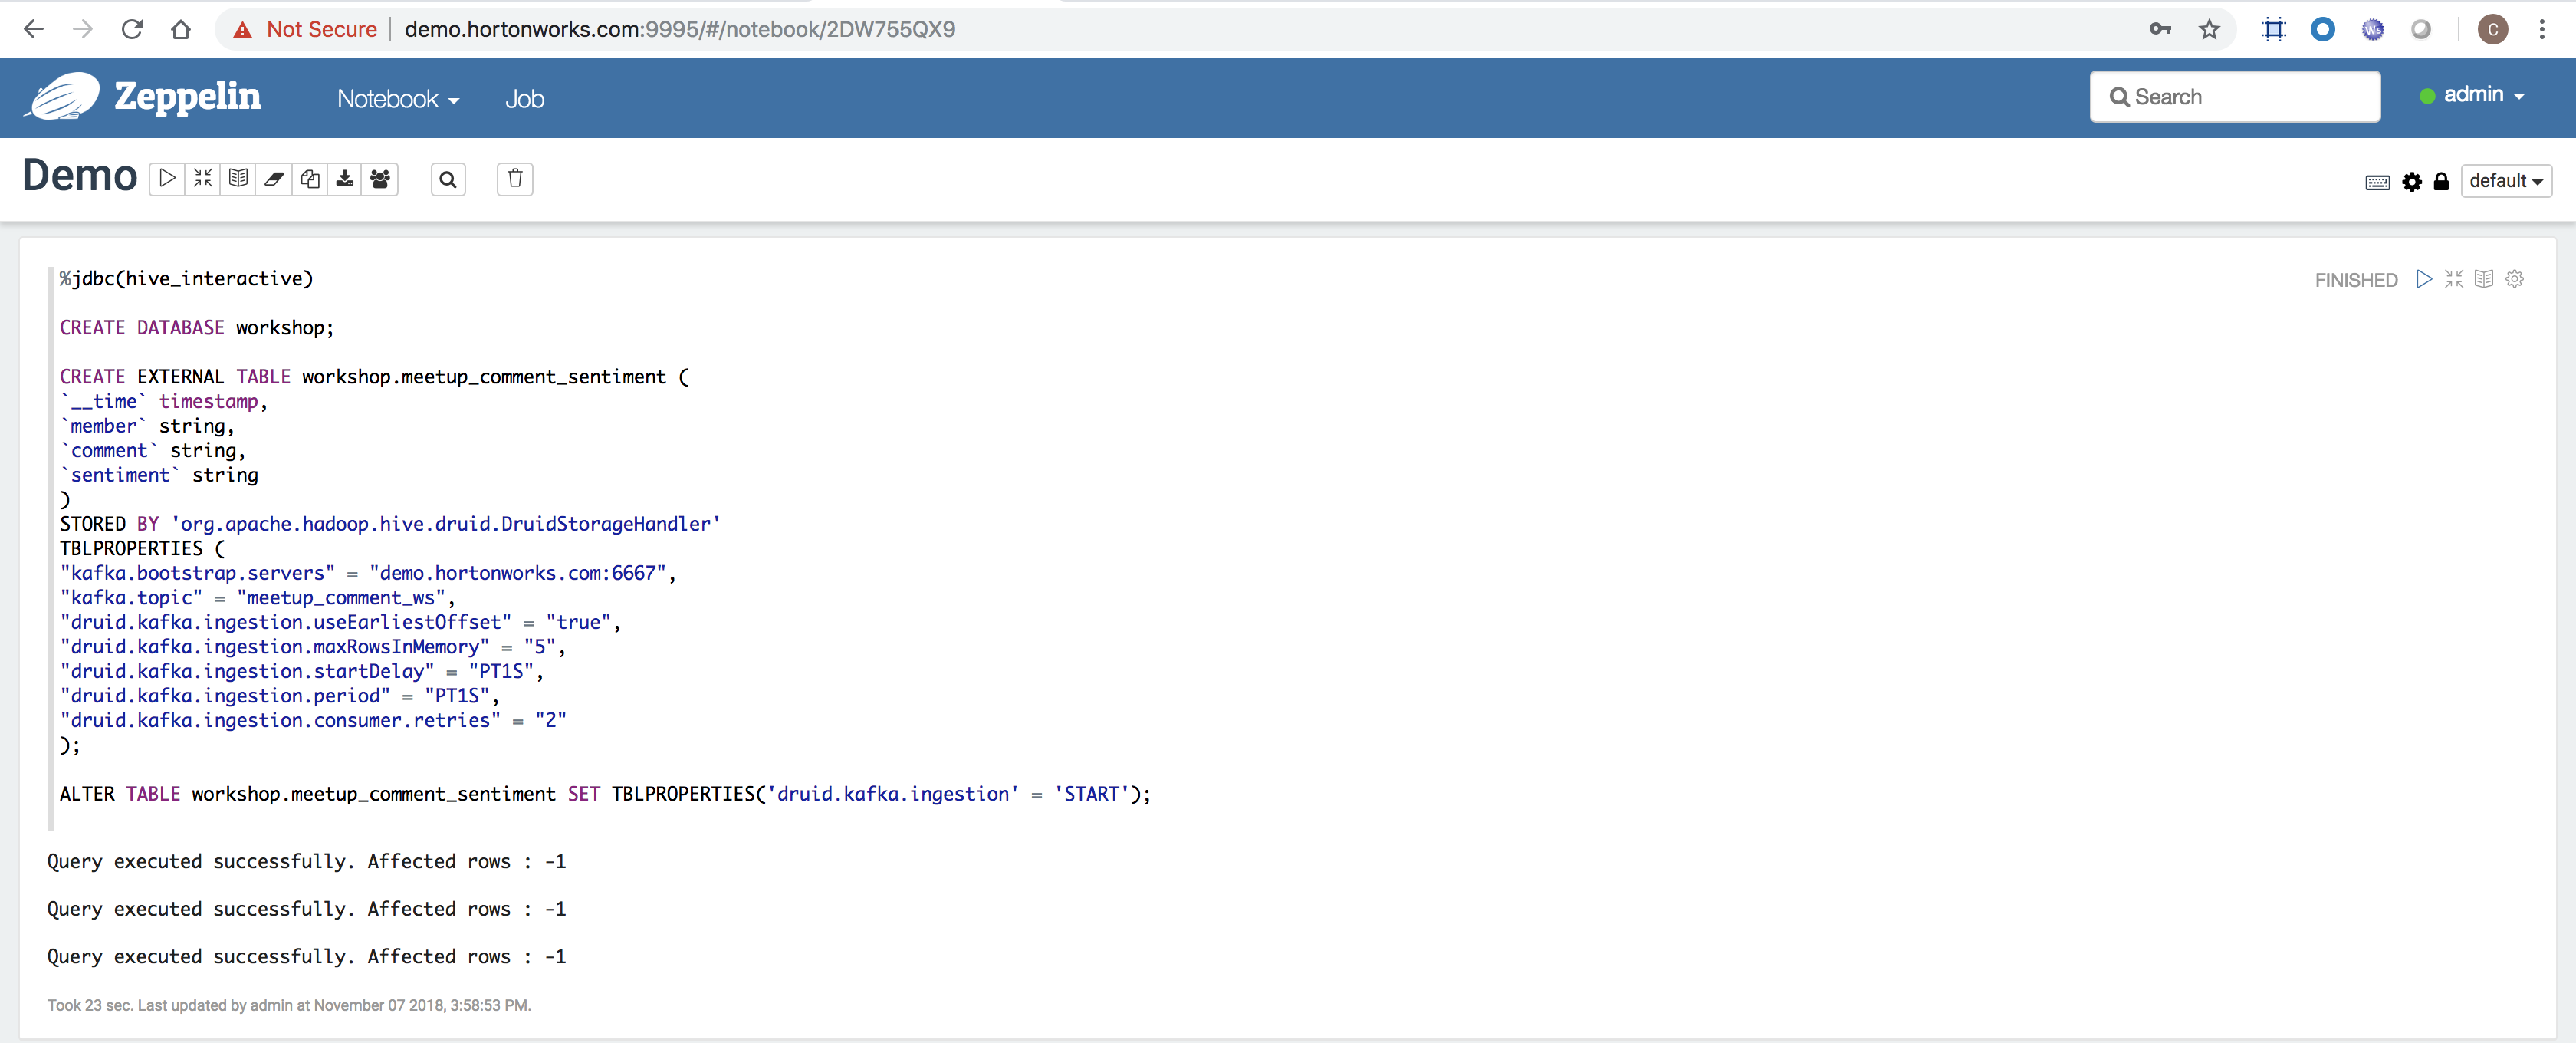 Not Secure demo.hortonworks.com:9995/#/notebook/2DW755QX9
Ws
C
Zeppelin
Notebook
Job
Search
admin
Demo
default
%jdbc(hive_interactive)
FINISHED
CREATE DATABASE workshop;
CREATE EXTERNAL TABLE workshop.meetup_comment_sentiment (
`__time` timestamp,
`member` string,
`comment` string,
`sentiment` string
)
STORED BY 'org.apache.hadoop.hive.druid.DruidStorageHandler'
TBLPROPERTIES (
"kafka.bootstrap.servers" = "demo.hortonworks.com:6667",
"kafka.topic" = "meetup_comment_ws",
"druid.kafka.ingestion.useEarliestOffset" = "true",
"druid.kafka.ingestion.maxRowsInMemory" = "5",
"druid.kafka.ingestion.startDelay" = "PT1S",
"druid.kafka.ingestion.period" = "PT1S",
"druid.kafka.ingestion.consumer.retries" = "2"
);
ALTER TABLE workshop.meetup_comment_sentiment SET TBLPROPERTIES('druid.kafka.ingestion' = 'START');
Query executed successfully. Affected rows : -1
Query executed successfully. Affected rows : -1
Query executed successfully. Affected rows : -1
Took 23 sec. Last updated by admin at November 07 2018, 3:58:53 PM.